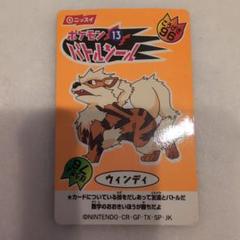 ニッスイ
ポケモン 13
バトルシール
ウィンディ
★カードについている技をだしあって友達とバトルだ
数字のおおきいほうが勝ちだよ
©NINTENDO・CR・GF・TX・SP・JK